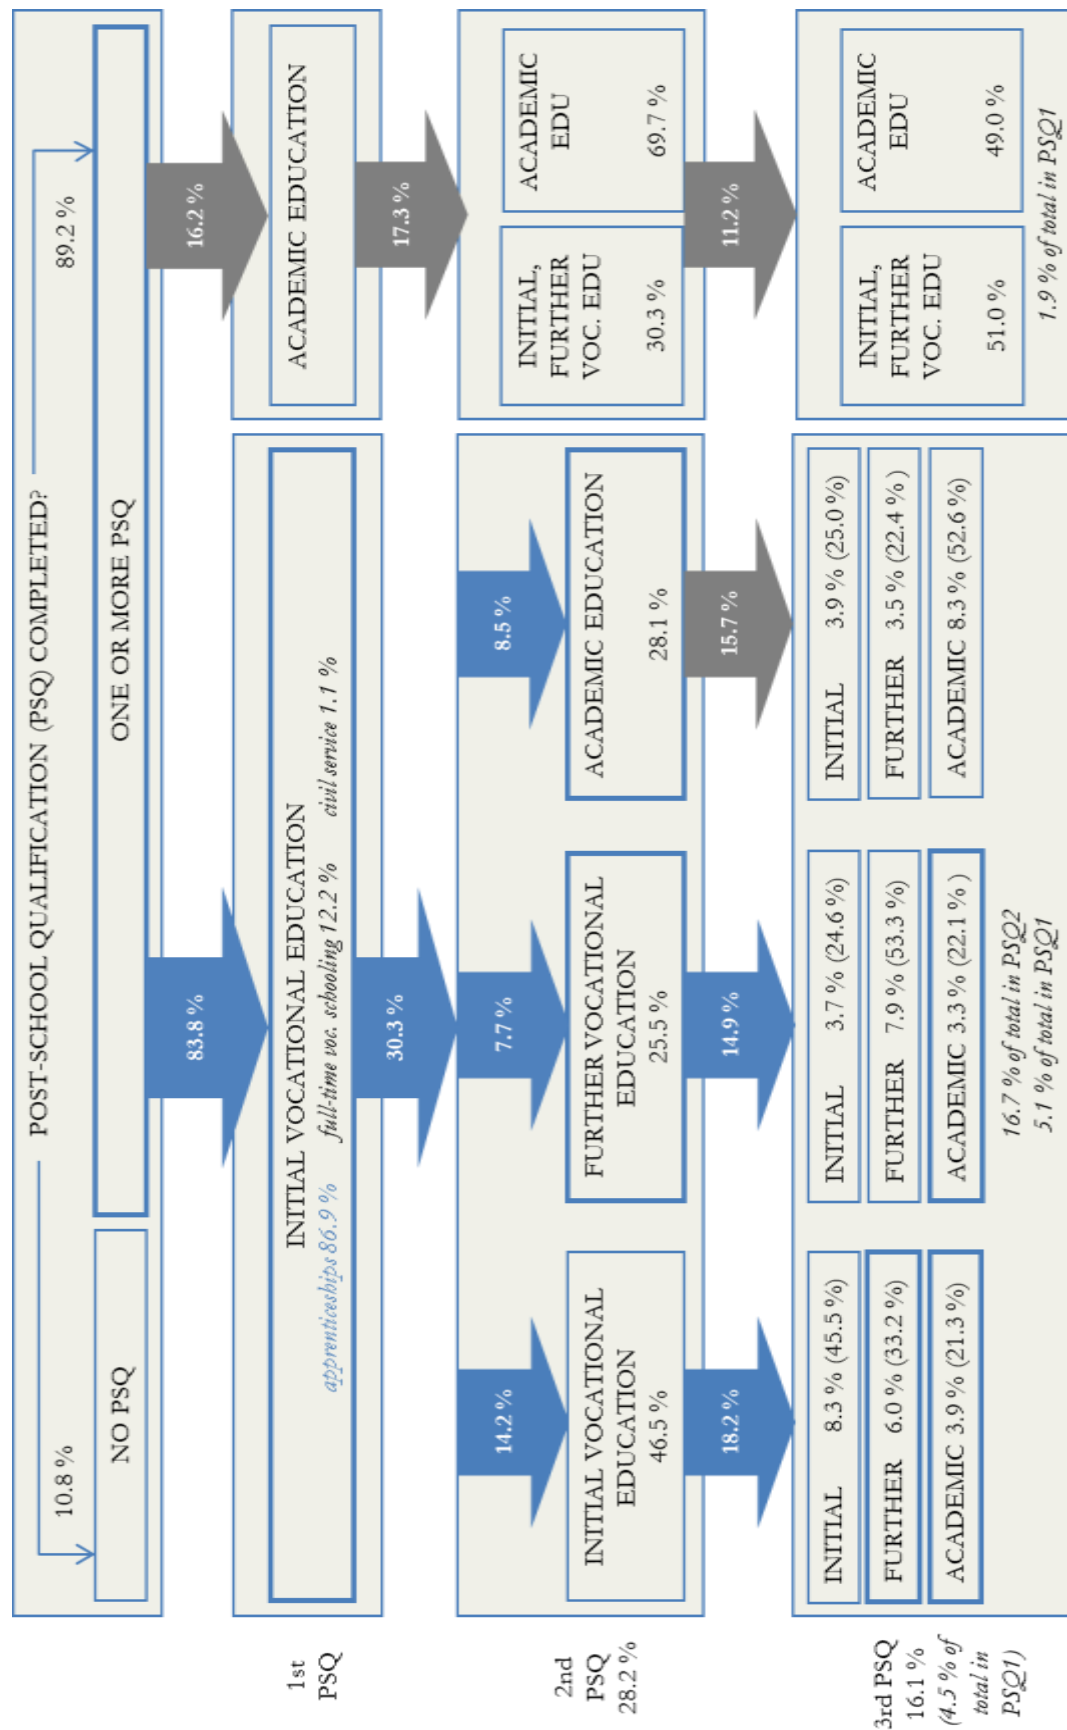 POST-SCHOOL QUALIFICATION (PSQ) COMPLETED?
10.8 %
89.2 %
NO PSQ
ONE OR MORE PSQ
83.8 %
16.2 %
1st
PSQ
INITIAL VOCATIONAL EDUCATION
apprenticeships 86.9 % full-time voc. schooling 12.2 % civil service 1.1 %
ACADEMIC EDUCATION
30.3 %
17.3 %
2nd
PSQ
28.2 %
14.2 %
7.7 %
8.5 %
INITIAL VOCATIONAL
EDUCATION
46.5 %
FURTHER VOCATIONAL
EDUCATION
25.5 %
ACADEMIC EDUCATION
28.1 %
INITIAL,
FURTHER
VOC. EDU
30.3 %
ACADEMIC
EDU
69.7 %
18.2 %
14.9 %
15.7 %
11.2 %
3rd PSQ
16.1 %
(4.5 % of
total in
PSQ1)
INITIAL 8.3 % (45.5 %)
FURTHER 6.0 % (33.2 %)
ACADEMIC 3.9 % (21.3 %)
INITIAL 3.7 % (24.6 %)
FURTHER 7.9 % (53.3 %)
ACADEMIC 3.3 % (22.1 % )
16.7 % of total in PSQ2
5.1 % of total in PSQ1
INITIAL 3.9 % (25.0 %)
FURTHER 3.5 % (22.4 % )
ACADEMIC 8.3 % (52.6 %)
INITIAL,
FURTHER
VOC. EDU
51.0 %
ACADEMIC
EDU
49.0 %
1.9 % of total in PSQ1